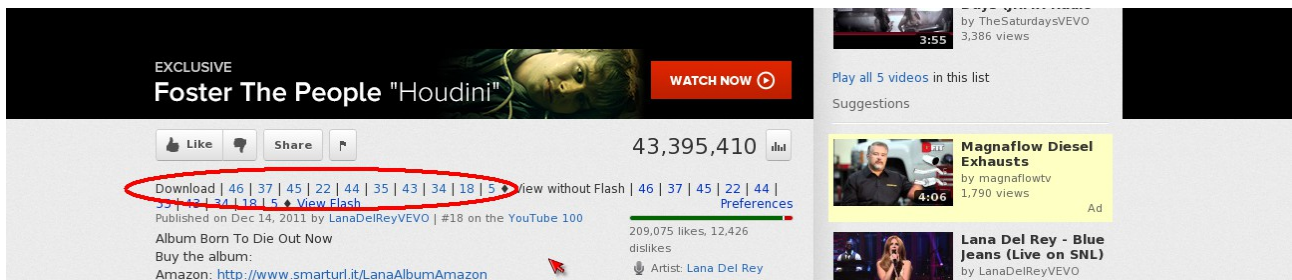 EXCLUSIVE
Foster The People "Houdini"
WATCH NOW
Like
Share
43,395,410
Download | 46 | 37 | 45 | 22 | 44 | 35 | 43 | 34 | 18 | 5 ♦ View without Flash | 46 | 37 | 45 | 22 | 44 |
35 | 43 | 34 | 18 | 5 ♦ View Flash
Preferences
Published on Dec 14, 2011 by LanaDelReyVEVO | #18 on the YouTube 100
209,075 likes, 12,426
dislikes
Album Born To Die Out Now
Buy the album:
Amazon: http://www.smarturl.it/LanaAlbumAmazon
Artist: Lana Del Rey
by TheSaturdaysVEVO
3,386 views
3:55
Play all 5 videos in this list
Suggestions
Magnaflow Diesel
Exhausts
by magnaflowtv
1,790 views
4:06
Ad
Lana Del Rey - Blue
Jeans (Live on SNL)
by LanaDelReyVEVO